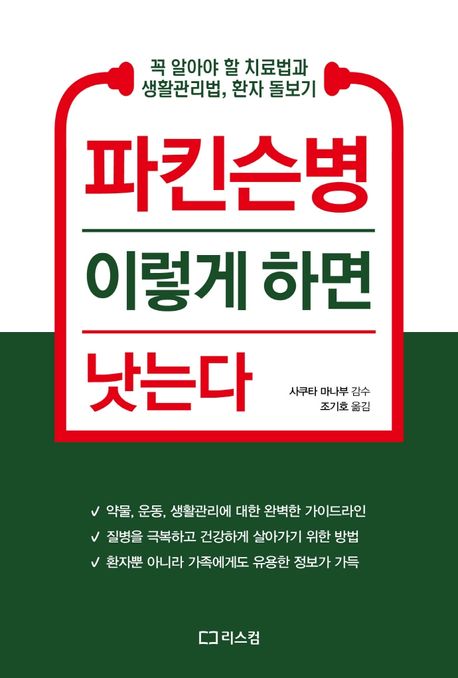 꼭 알아야 할 치료법과
생활관리법, 환자 돌보기
파킨슨병
이렇게 하면
낫는다
사쿠타 마나부 감수
조기호 옮김
✓ 약물, 운동, 생활관리에 대한 완벽한 가이드라인
✓ 질병을 극복하고 건강하게 살아가기 위한 방법
✓ 환자뿐 아니라 가족에게도 유용한 정보가 가득
리스컴